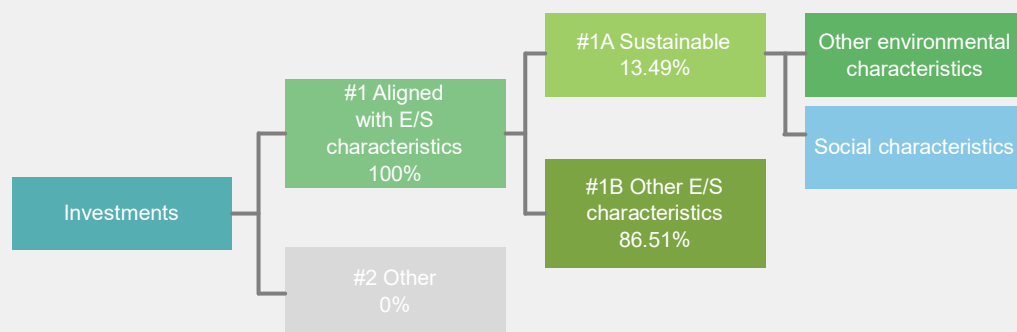 Investments
#1 Aligned
with E/S
characteristics
100%
#2 Other
0%
#1A Sustainable
13.49%
#1B Other E/S
characteristics
86.51%
Other environmental
characteristics
Social characteristics